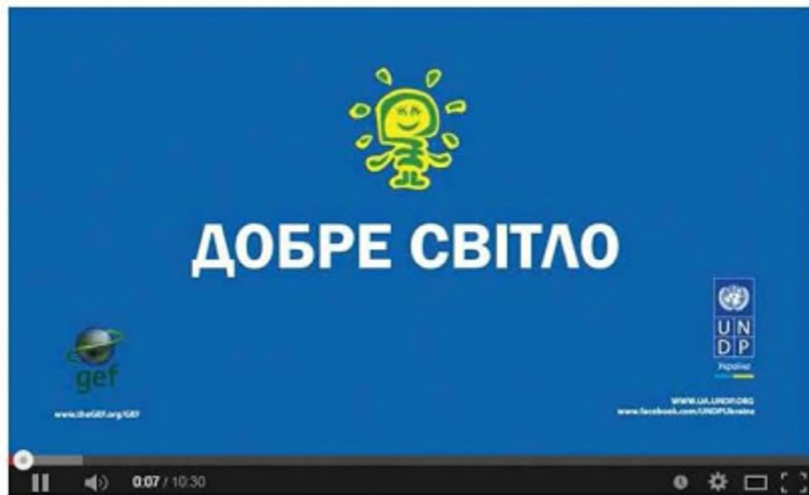 ДОБРЕ СВІТЛО
gef
www.theGEF.org/GEF
U N
D P
Україна
WWW.UA.UNDP.ORG
www.facebook.com/UNDPUkraine
0:07 / 10:30